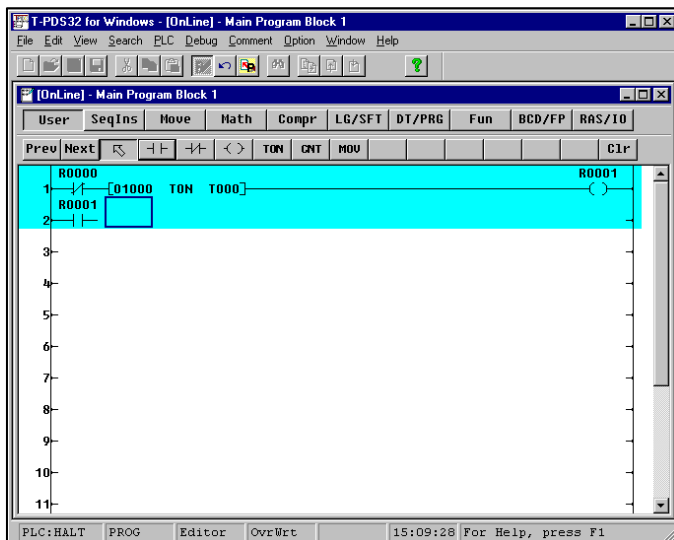 T-PDS32 for Windows - [OnLine] - Main Program Block 1
File Edit View Search PLC Debug Comment Option Window Help
[OnLine] - Main Program Block 1
User SeqIns Move Math Compr LG/SFT DT/PRG Fun BCD/FP RAS/IO
Prev Next TON CNT MOV Clr
R0000 R0001
1 [01000 TON T000]
R0001
2
3
4
5
6
7
8
9
10
11
PLC:HALT PROG Editor OvrWrt 15:09:28 For Help, press F1